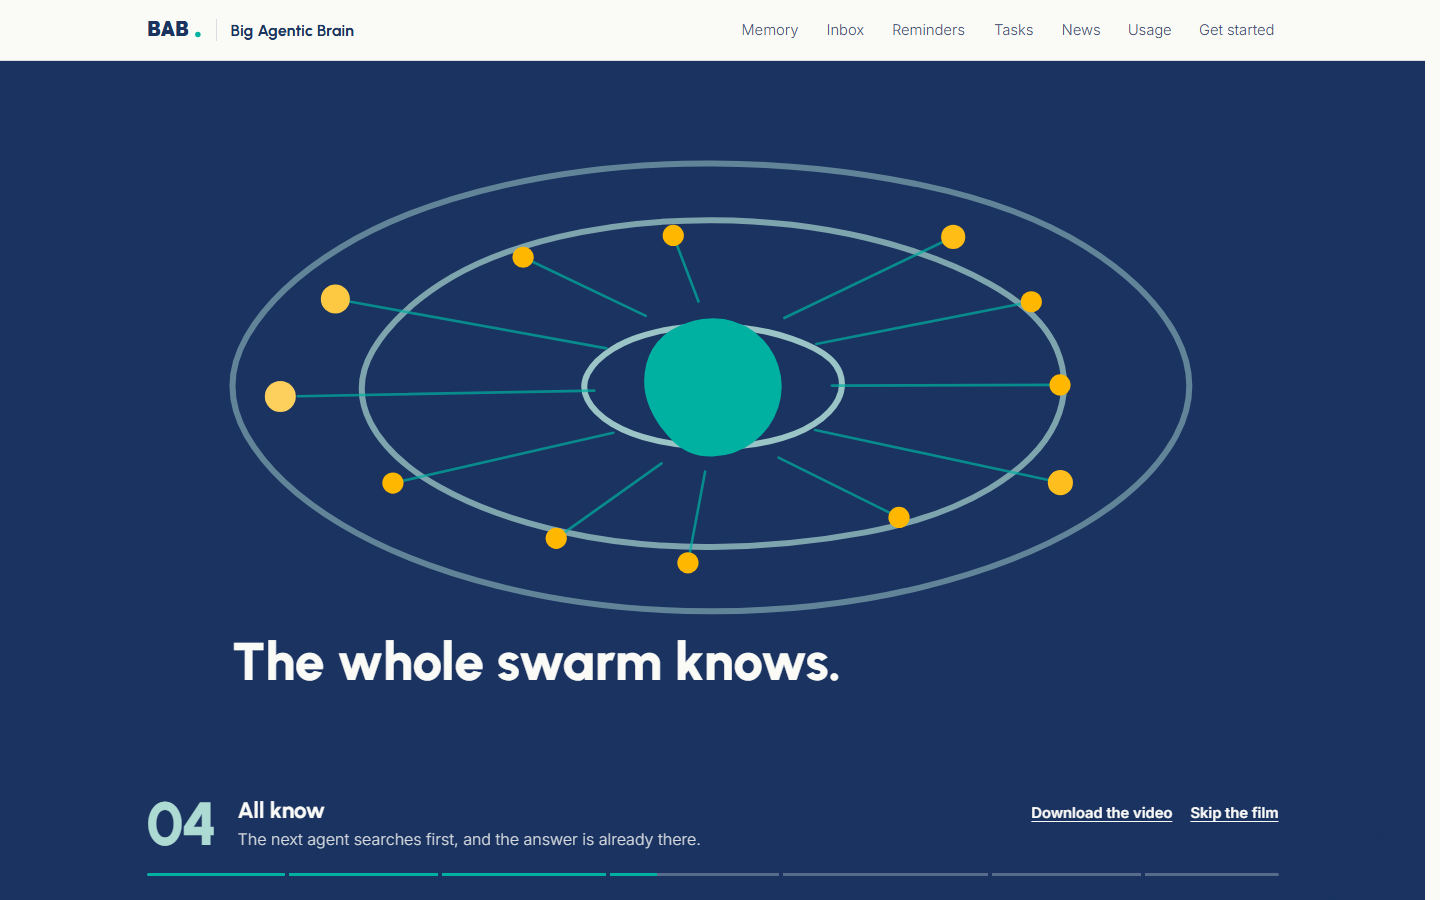 BAB.
Big Agentic Brain
Memory
Inbox
Reminders
Tasks
News
Usage
Get started
The whole swarm knows.
04
All know
The next agent searches first, and the answer is already there.
Download the video
Skip the film